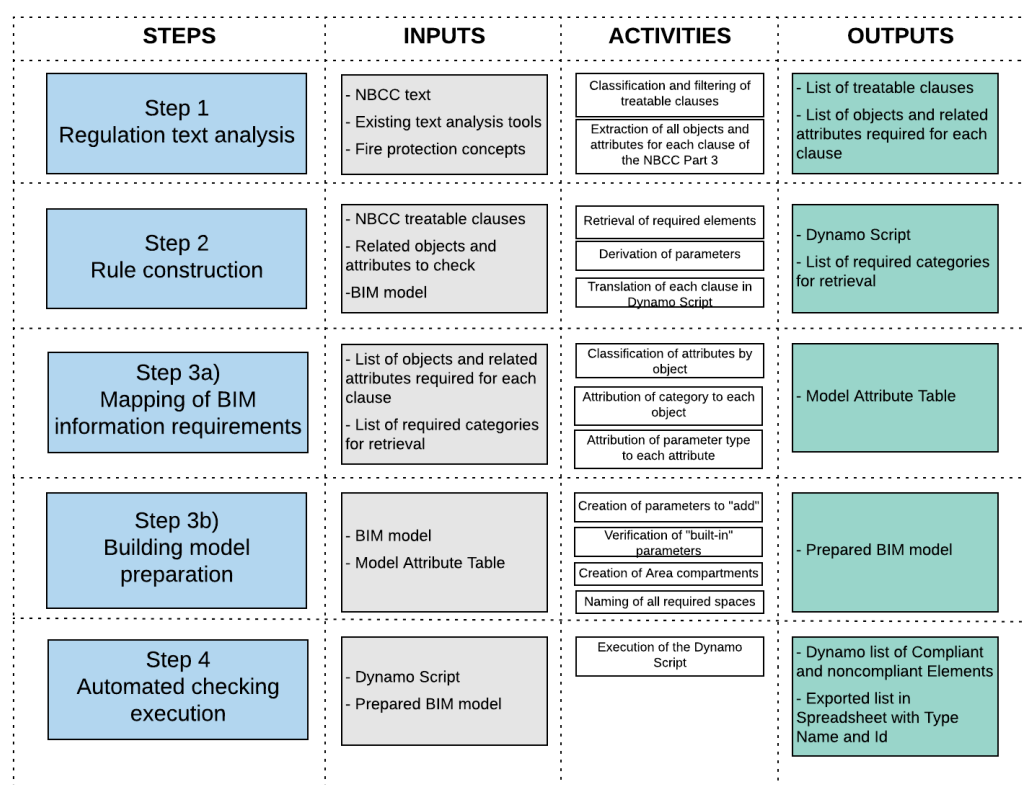 STEPS
INPUTS
ACTIVITIES
OUTPUTS
Step 1
Regulation text analysis
- NBCC text
- Existing text analysis tools
- Fire protection concepts
Classification and filtering of
treatable clauses
Extraction of all objects and
attributes for each clause of
the NBCC Part 3
- List of treatable clauses
- List of objects and related
attributes required for each
clause
Step 2
Rule construction
- NBCC treatable clauses
- Related objects and
attributes to check
-BIM model
Retrieval of required elements
Derivation of parameters
Translation of each clause in
Dynamo Script
- Dynamo Script
- List of required categories
for retrieval
Step 3a)
Mapping of BIM
information requirements
- List of objects and related
attributes required for each
clause
- List of required categories
for retrieval
Classification of attributes by
object
Attribution of category to each
object
Attribution of parameter type
to each attribute
- Model Attribute Table
Step 3b)
Building model
preparation
- BIM model
- Model Attribute Table
Creation of parameters to "add"
Verification of "built-in"
parameters
Creation of Area compartments
Naming of all required spaces
- Prepared BIM model
Step 4
Automated checking
execution
- Dynamo Script
- Prepared BIM model
Execution of the Dynamo
Script
- Dynamo list of Compliant
and noncompliant Elements
- Exported list in
Spreadsheet with Type
Name and Id